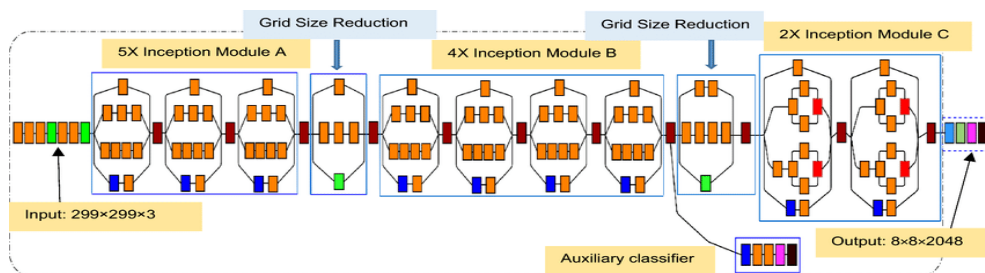 Grid Size Reduction
Grid Size Reduction
5X Inception Module A
4X Inception Module B
2X Inception Module C
Input: 299×299×3
Output: 8×8×2048
Auxiliary classifier